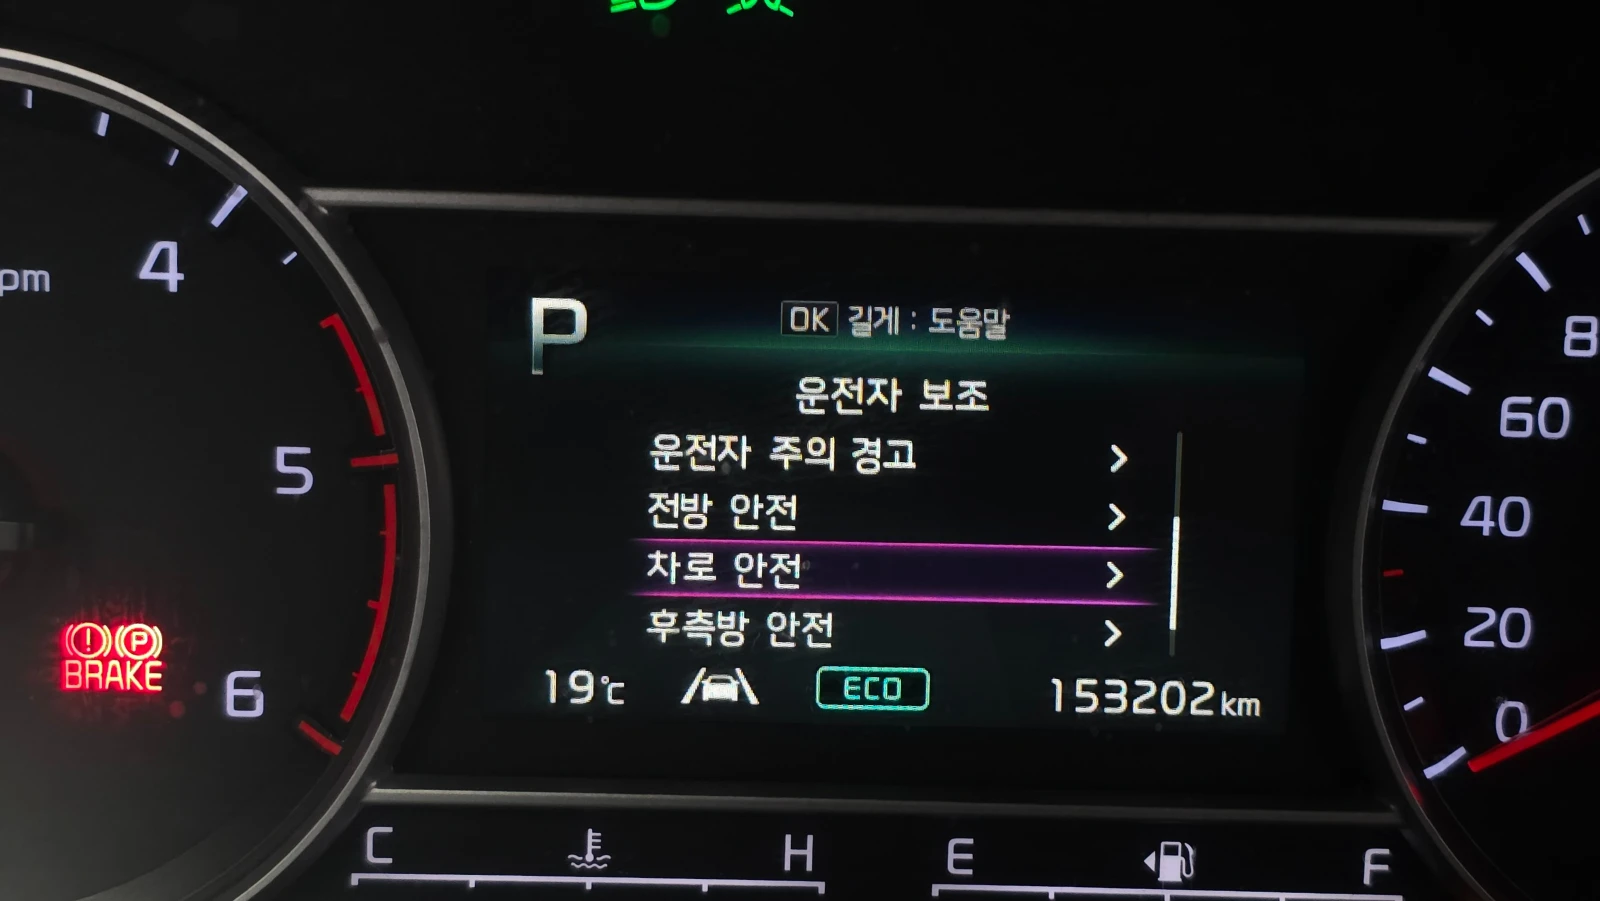 pm
4
5
6
BRAKE
P
OK 길게 : 도움말
운전자 보조
운전자 주의 경고
전방 안전
차로 안전
후측방 안전
19℃
ECO
153202km
8
60
40
20
0
C
H
E
F